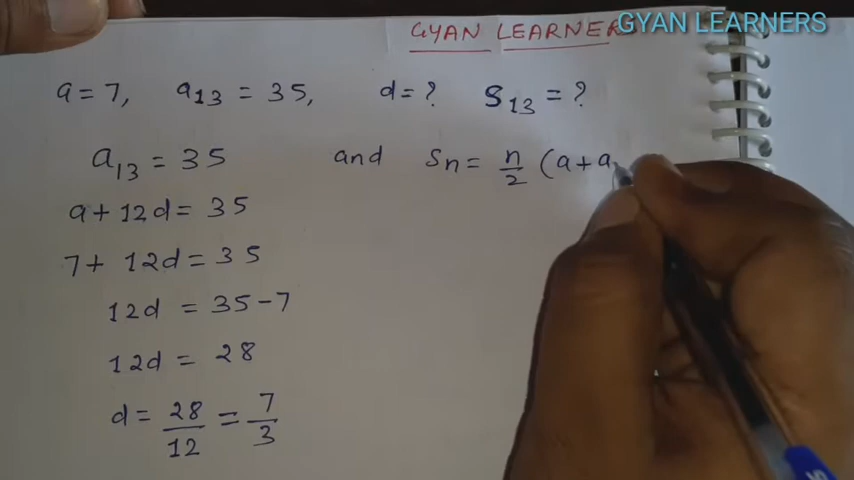 GYAN LEARNER
GYAN LEARNERS
a = 7, a₁₃ = 35, d = ? S₁₃ = ?
a₁₃ = 35 and Sn = n/2 (a + a
a + 12d = 35
7 + 12d = 35
12d = 35 - 7
12d = 28
d = 28/12 = 7/3